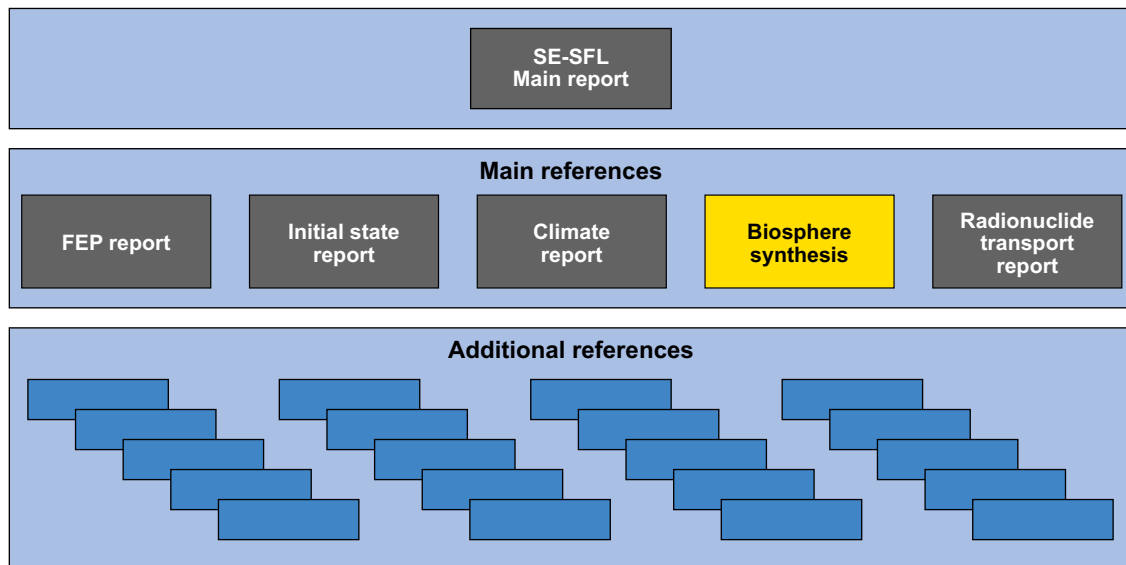 SE-SFL
Main report
Main references
FEP report
Initial state
report
Climate
report
Biosphere
synthesis
Radionuclide
transport
report
Additional references